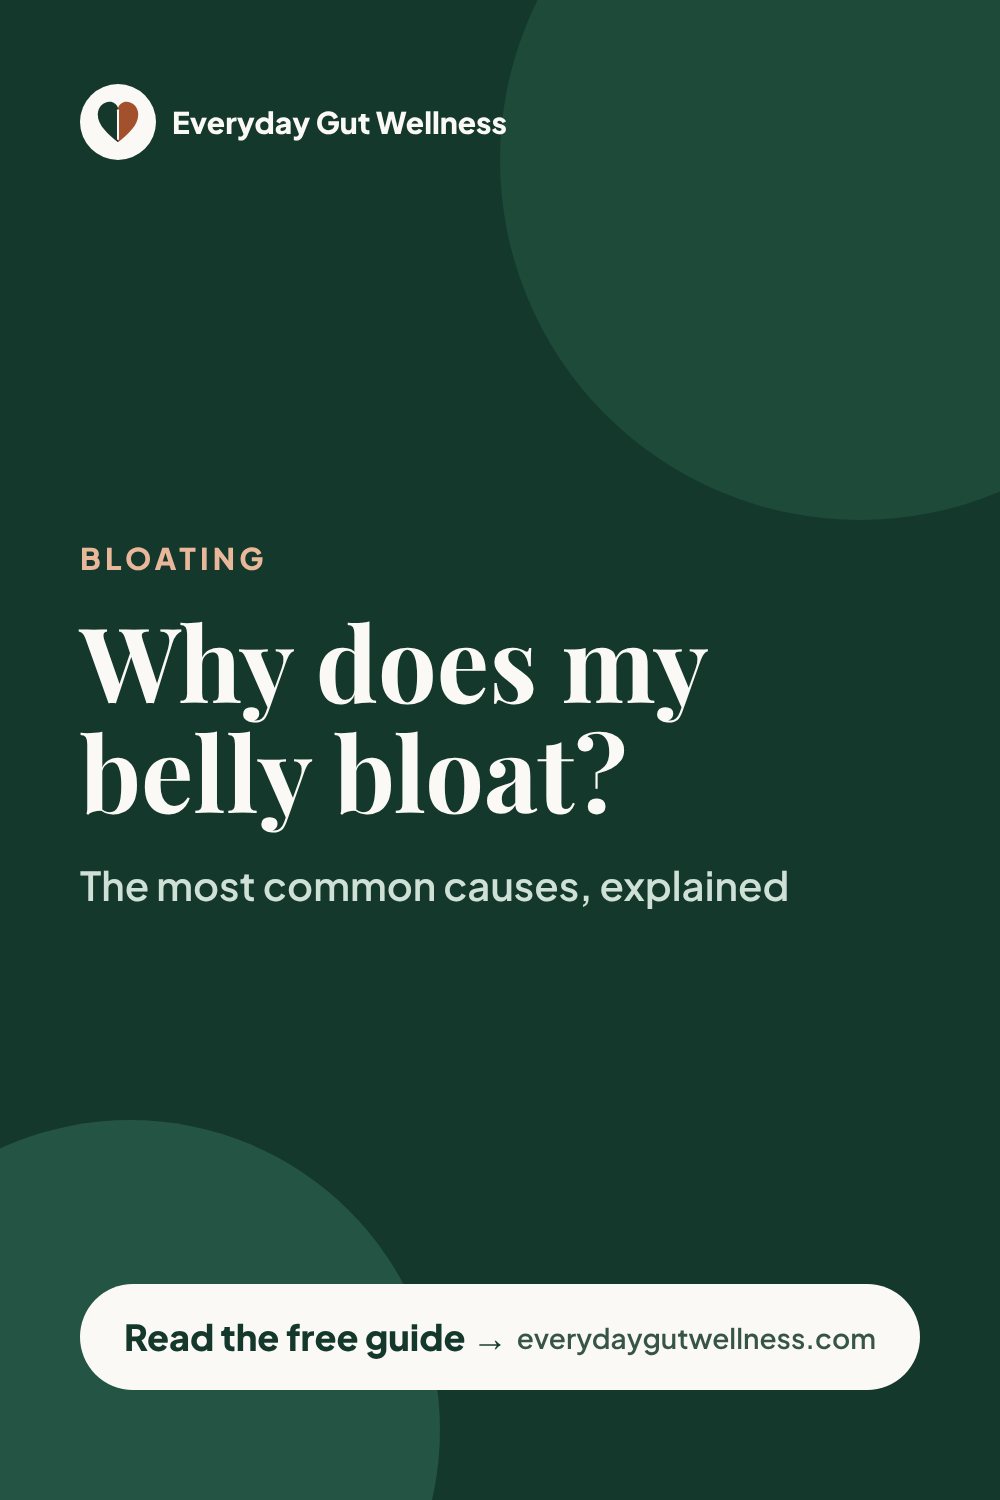 Everyday Gut Wellness
BLOATING
Why does my
belly bloat?
The most common causes, explained
Read the free guide → everydaygutwellness.com